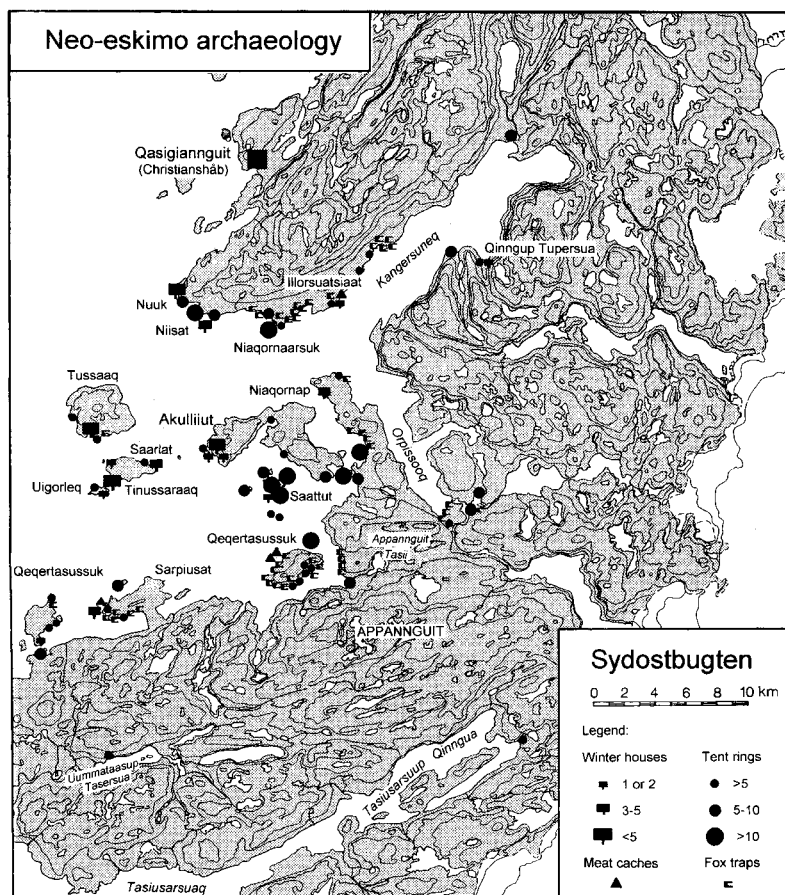 Neo-eskimo archaeology
Qasigiannguit
(Christianshåb)
Kangersuneq
Qinngup Tupersua
Illorsuatsiaat
Nuuk
Niisat
Niaqornaarsuk
Tussaaq
Niaqornap
Akulliiut
Orpissooq
Saarlat
Uigorleq
Tinussaraaq
Saattut
Qeqertasussuk
Appannguit
Tasii
Qeqertasussuk
Sarpiusat
APPANNGUIT
Uummataasup
Tasersua
Tasiusarsuup Qinngua
Tasiusarsuaq
Sydostbugten
0 2 4 6 8 10 km
Legend:
Winter houses Tent rings
1 or 2 >5
3-5 5-10
<5 >10
Meat caches Fox traps